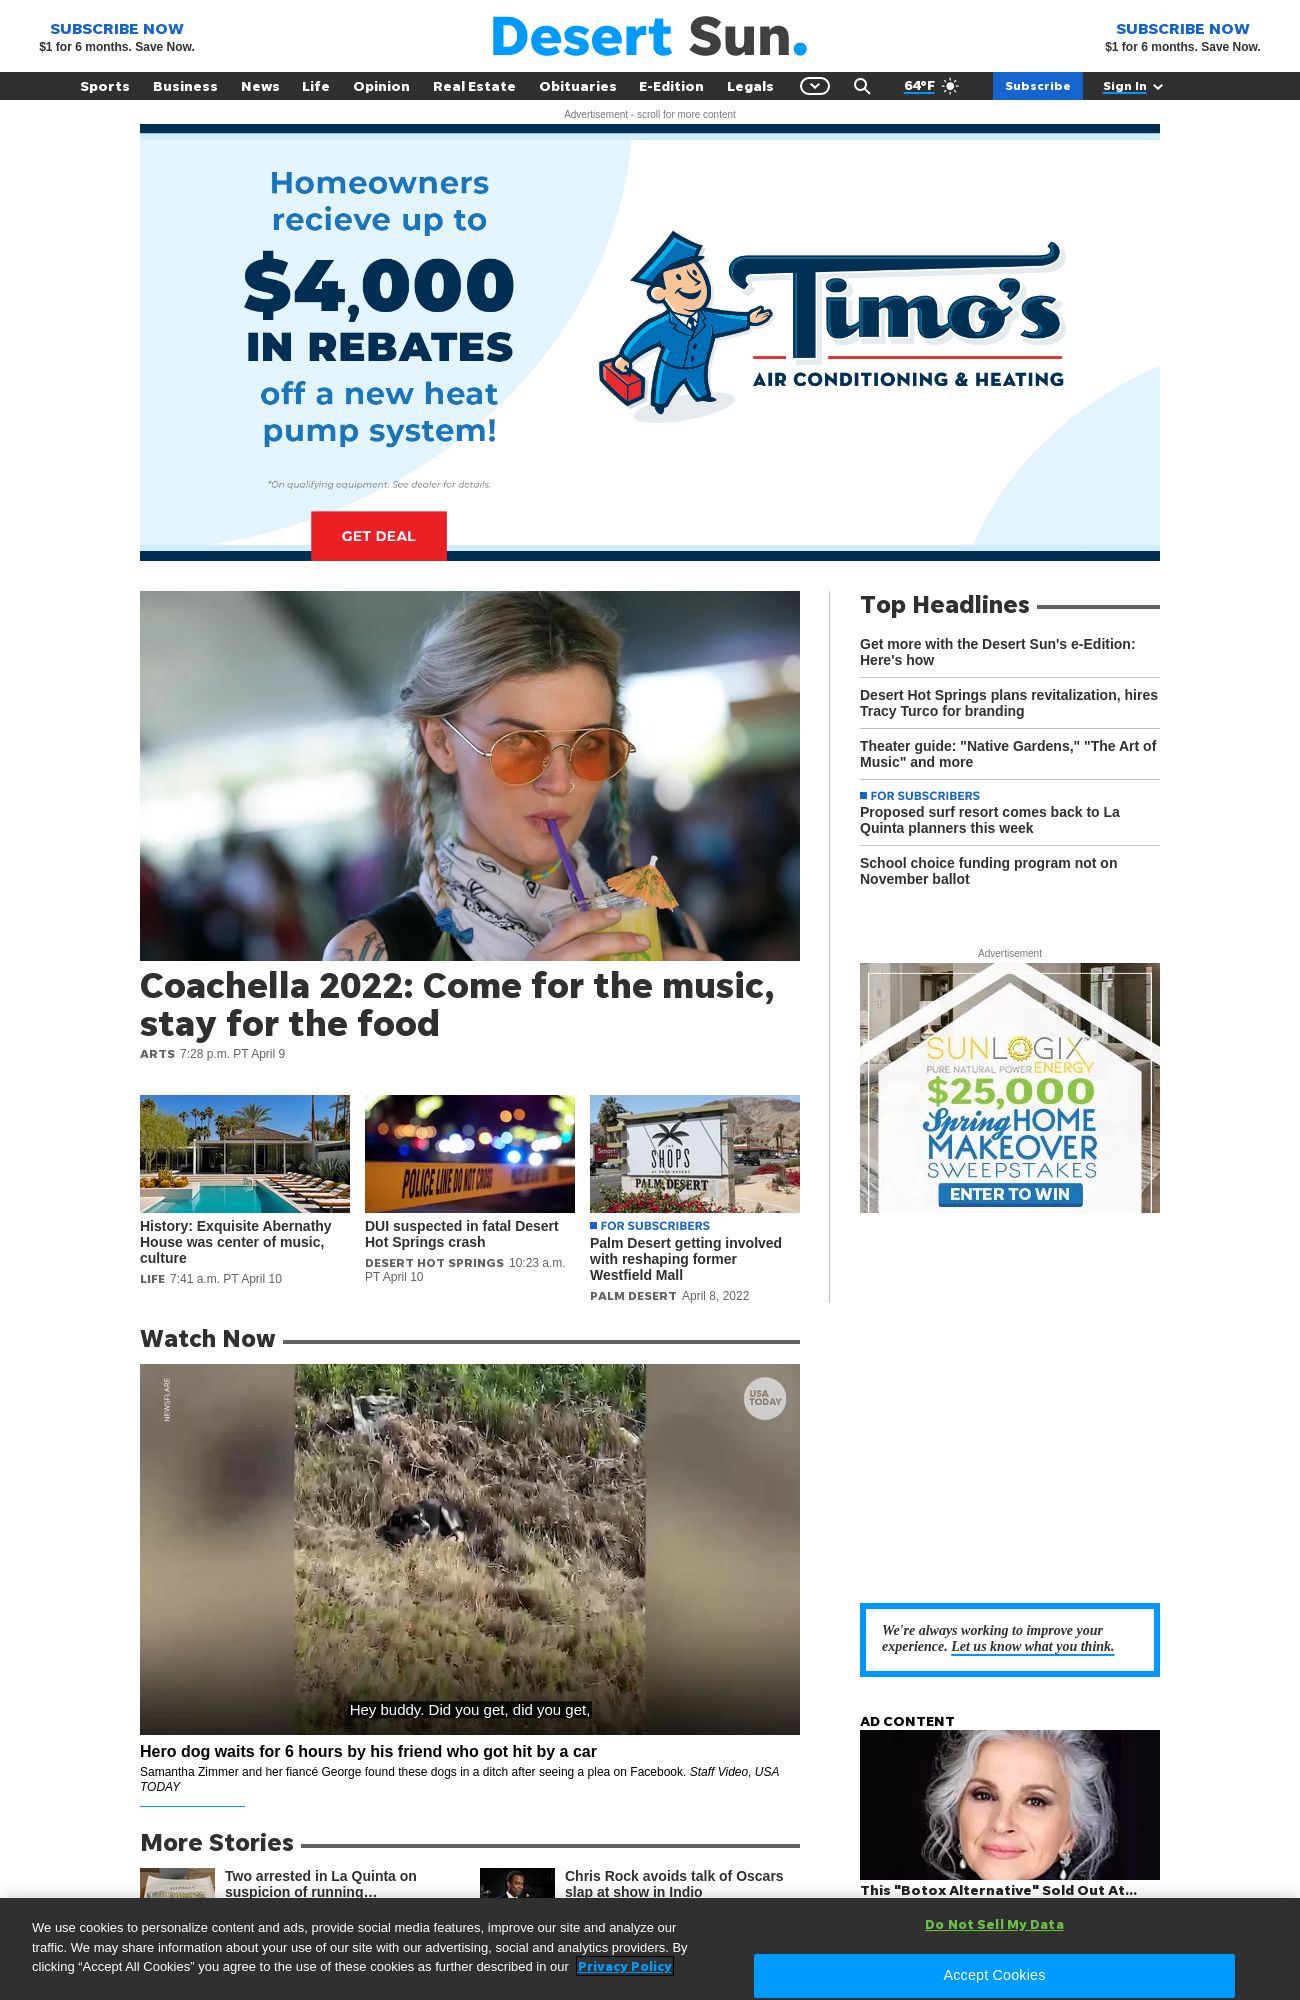 SUBSCRIBE NOW
$1 for 6 months. Save Now.
Desert Sun.
SUBSCRIBE NOW
$1 for 6 months. Save Now.
Sports Business News Life Opinion Real Estate Obituaries E-Edition Legals 64°F Subscribe Sign In
Advertisement - scroll for more content
Homeowners
recieve up to
$4,000
IN REBATES
off a new heat
pump system!
*On qualifying equipment. See dealer for details.
GET DEAL
Timo's
AIR CONDITIONING & HEATING
Coachella 2022: Come for the music,
stay for the food
ARTS 7:28 p.m. PT April 9
History: Exquisite Abernathy
House was center of music,
culture
LIFE 7:41 a.m. PT April 10
POLICE LINE DO NOT CROSS
DUI suspected in fatal Desert
Hot Springs crash
DESERT HOT SPRINGS 10:23 a.m.
PT April 10
THE
SHOPS
AT PALM DESERT
PALM DESERT
Smart
FOR SUBSCRIBERS
Palm Desert getting involved
with reshaping former
Westfield Mall
PALM DESERT April 8, 2022
Top Headlines
Get more with the Desert Sun's e-Edition:
Here's how
Desert Hot Springs plans revitalization, hires
Tracy Turco for branding
Theater guide: "Native Gardens," "The Art of
Music" and more
FOR SUBSCRIBERS
Proposed surf resort comes back to La
Quinta planners this week
School choice funding program not on
November ballot
Advertisement
SUNLOGIX™
PURE NATURAL POWER ENERGY
$25,000
Spring HOME
MAKEOVER
SWEEPSTAKES
ENTER TO WIN
Watch Now
NEWSFLARE
USA
TODAY
Hey buddy. Did you get, did you get,
Hero dog waits for 6 hours by his friend who got hit by a car
Samantha Zimmer and her fiancé George found these dogs in a ditch after seeing a plea on Facebook. Staff Video, USA
TODAY
We're always working to improve your
experience. Let us know what you think.
AD CONTENT
This "Botox Alternative" Sold Out At...
More Stories
Two arrested in La Quinta on
suspicion of running…
Chris Rock avoids talk of Oscars
slap at show in Indio
We use cookies to personalize content and ads, provide social media features, improve our site and analyze our
traffic. We may share information about your use of our site with our advertising, social and analytics providers. By
clicking “Accept All Cookies” you agree to the use of these cookies as further described in our Privacy Policy
Do Not Sell My Data
Accept Cookies